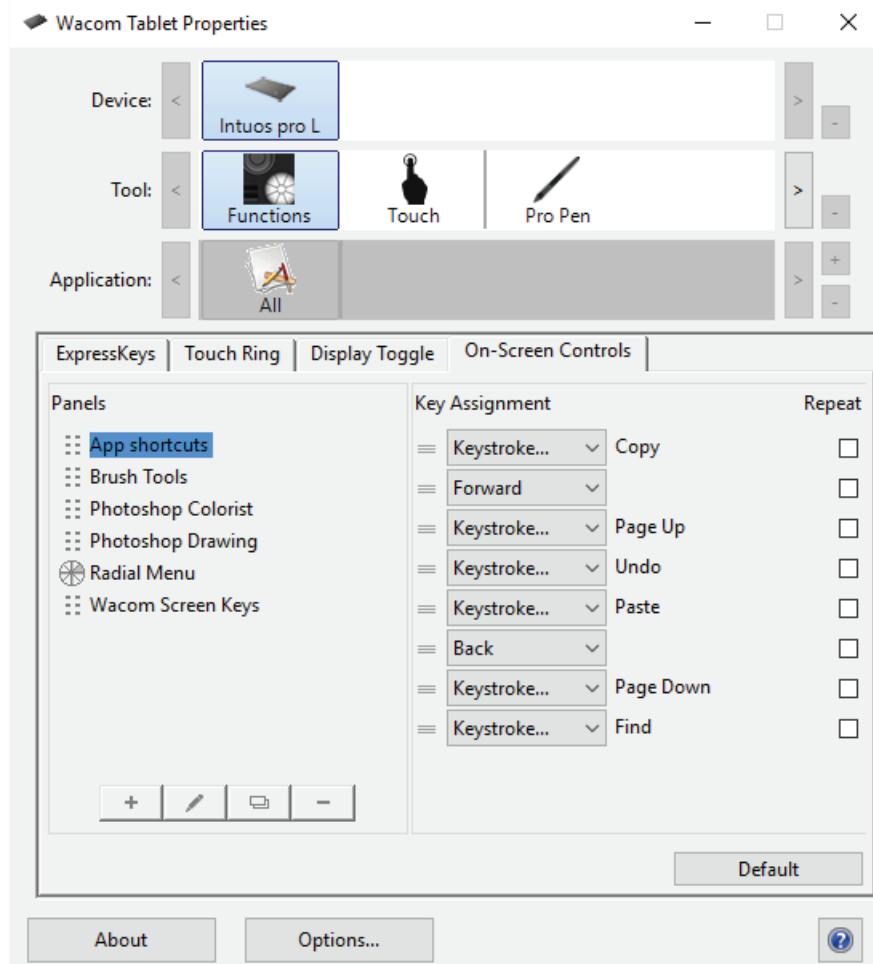 Wacom Tablet Properties
Device:
<
Intuos pro L
>
-
Tool:
<
Functions
Touch
Pro Pen
>
-
Application:
<
All
>
+
-
ExpressKeys
Touch Ring
Display Toggle
On-Screen Controls
Panels
App shortcuts
Brush Tools
Photoshop Colorist
Photoshop Drawing
Radial Menu
Wacom Screen Keys
+
-
Key Assignment Repeat
Keystroke... Copy
Forward
Keystroke... Page Up
Keystroke... Undo
Keystroke... Paste
Back
Keystroke... Page Down
Keystroke... Find
Default
About
Options...
?